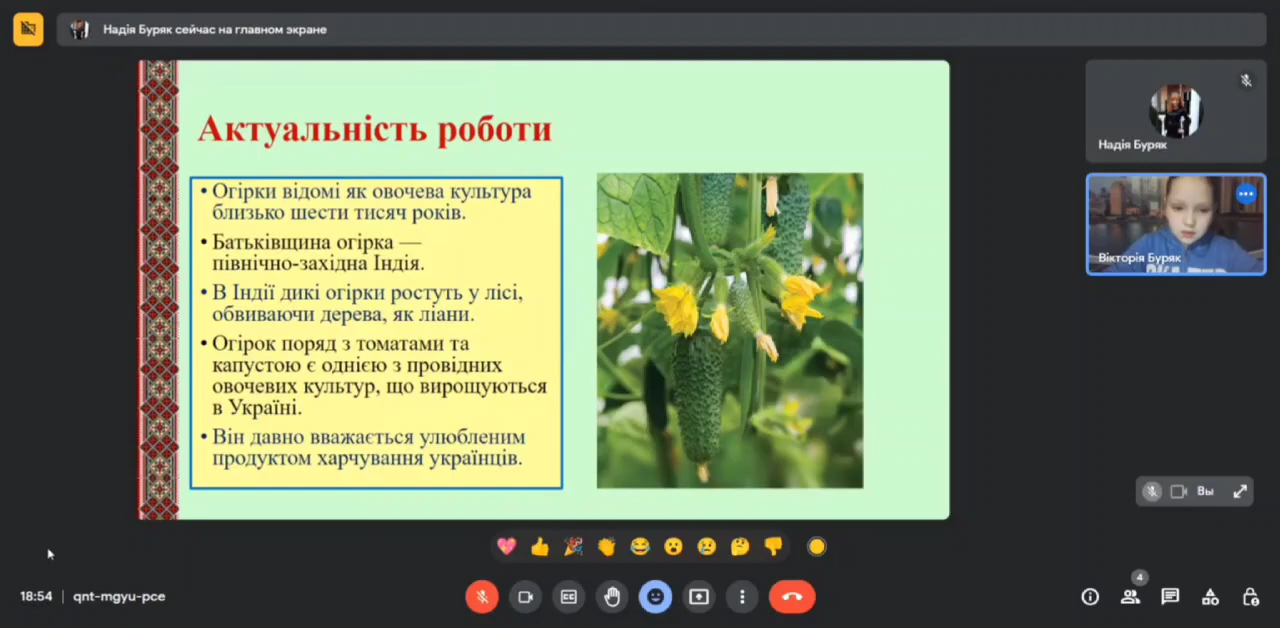 Надія Буряк сейчас на главном экране
Актуальність роботи
• Огірки відомі як овочева культура
близько шести тисяч років.
• Батьківщина огірка —
північно-західна Індія.
• В Індії дикі огірки ростуть у лісі,
обвиваючи дерева, як ліани.
• Огірок поряд з томатами та
капустою є однією з провідних
овочевих культур, що вирощуються
в Україні.
• Він давно вважається улюбленим
продуктом харчування українців.
Надія Буряк
Вікторія Буряк
Вы
18:54 | qnt-mgyu-pce
4